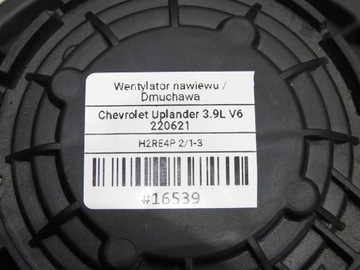 Wentylator nawiewu /
Dmuchawa
Chevrolet Uplander 3.9L V6
220621
H2RE4P 2/1-3
#16539